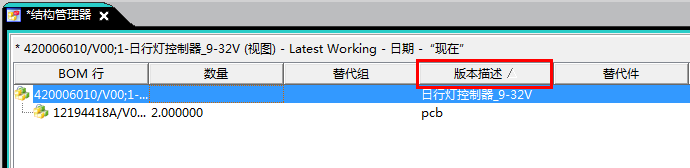 *结构管理器
* 420006010/V00;1-日行灯控制器_9-32V (视图) - Latest Working - 日期 - “现在”
BOM 行 数量 替代组 版本描述 替代件
420006010/V00;1-... 日行灯控制器_9-32V
12194418A/V0... 2.000000 pcb